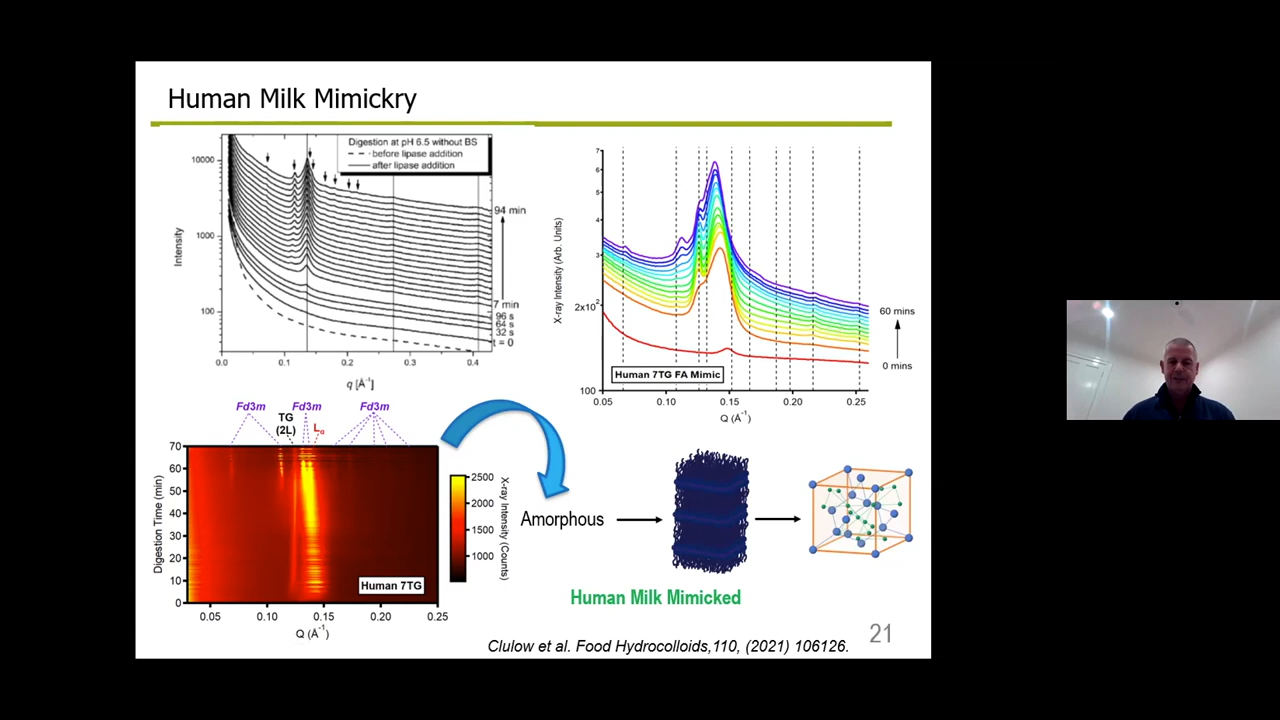 Human Milk Mimickry
Digestion at pH 6.5 without BS
before lipase addition
after lipase addition
10000
1000
100
Intensity
94 min
7 min
96 s
64 s
32 s
t = 0
0.0 0.1 0.2 0.3 0.4
q [Å⁻¹]
7
6
5
4
3
2x10²
100
X-ray Intensity (Arb. Units)
60 mins
0 mins
Human 7TG FA Mimic
0.05 0.10 0.15 0.20 0.25
Q (Å⁻¹)
Fd3m Fd3m Fd3m
TG
(2L)
Lα
70
60
50
40
30
20
10
0
Digestion Time (min)
Human 7TG
0.05 0.10 0.15 0.20 0.25
Q (Å⁻¹)
2500
2000
1500
1000
X-ray Intensity (Counts)
Amorphous
Human Milk Mimicked
Clulow et al. Food Hydrocolloids,110, (2021) 106126.
21